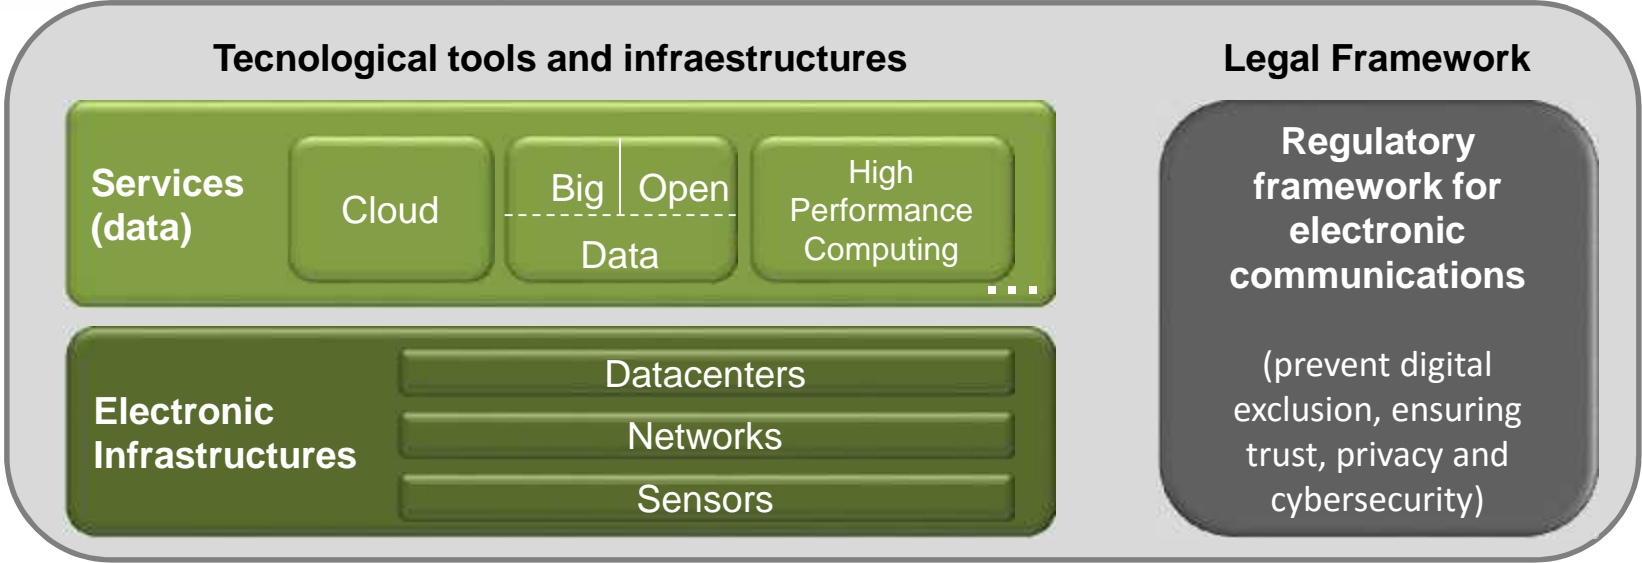 Tecnological tools and infraestructures
Services
(data)
Cloud
Big Open
Data
High
Performance
Computing
...
Electronic
Infrastructures
Datacenters
Networks
Sensors
Legal Framework
Regulatory
framework for
electronic
communications
(prevent digital
exclusion, ensuring
trust, privacy and
cybersecurity)